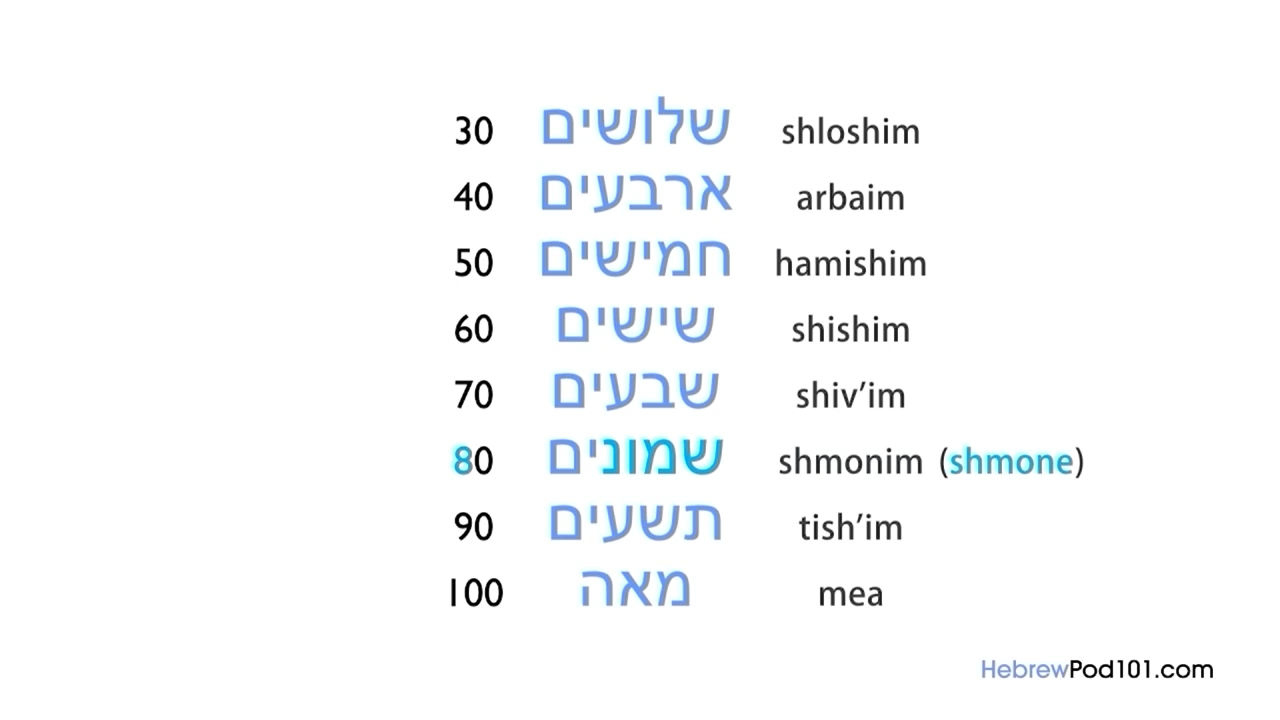 30 שלושים shloshim
40 ארבעים arbaim
50 חמישים hamishim
60 שישים shishim
70 שבעים shiv’im
80 שמונים shmonim (shmone)
90 תשעים tish’im
100 מאה mea
HebrewPod101.com